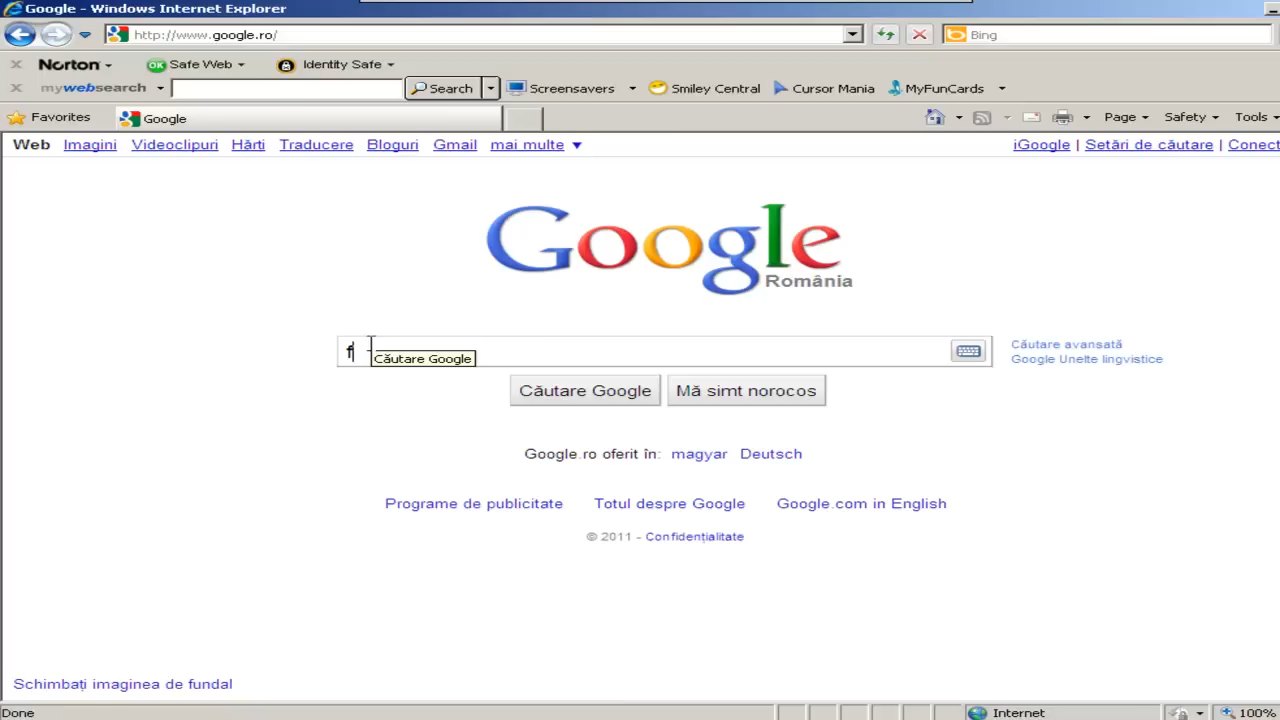 Google - Windows Internet Explorer
http://www.google.ro/
Bing
Norton
OK Safe Web
Identity Safe
mywebsearch Search Screensavers Smiley Central Cursor Mania MyFunCards
Favorites Google Page Safety Tools
Web Imagini Videoclipuri Hărti Traducere Bloguri Gmail mai multe iGoogle | Setări de căutare | Conect
Google
România
f
Căutare Google
Căutare avansată
Google Unelte lingvistice
Căutare Google Mă simt norocos
Google.ro oferit în: magyar Deutsch
Programe de publicitate Totul despre Google Google.com in English
© 2011 - Confidențialitate
Schimbați imaginea de fundal
Done Internet 100%